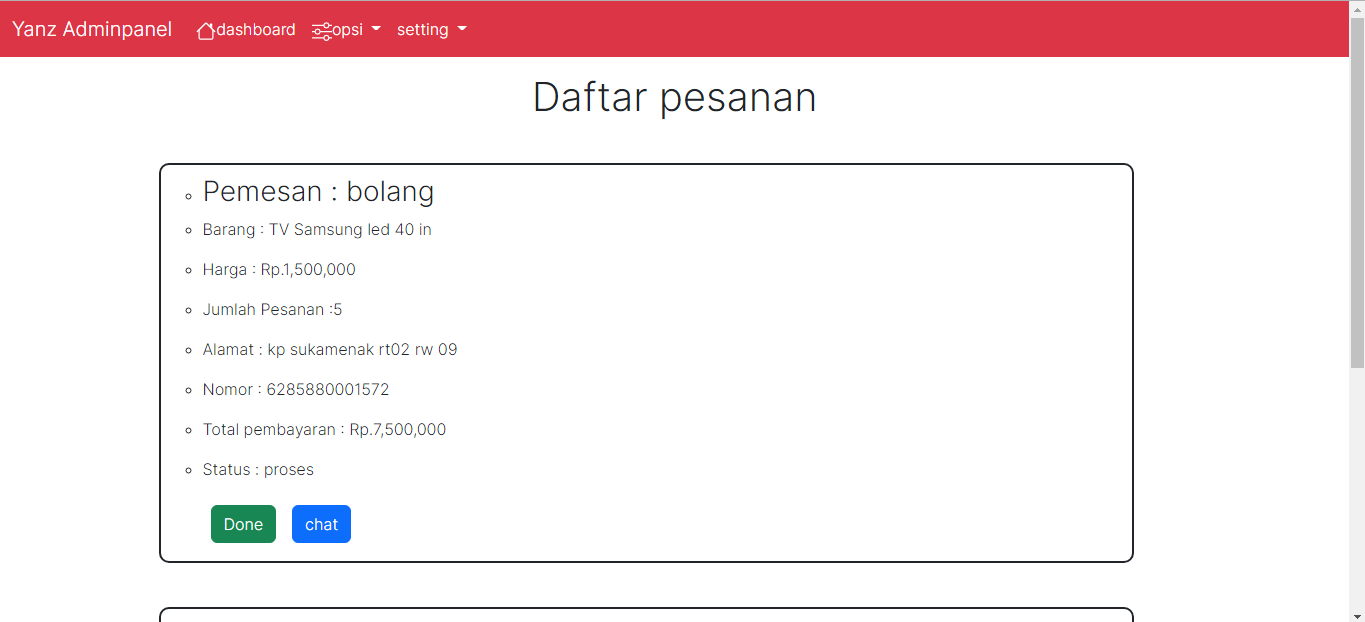 Yanz Adminpanel dashboard opsi setting
Daftar pesanan
Pemesan : bolang
Barang : TV Samsung led 40 in
Harga : Rp.1,500,000
Jumlah Pesanan :5
Alamat : kp sukamenak rt02 rw 09
Nomor : 6285880001572
Total pembayaran : Rp.7,500,000
Status : proses
Done chat